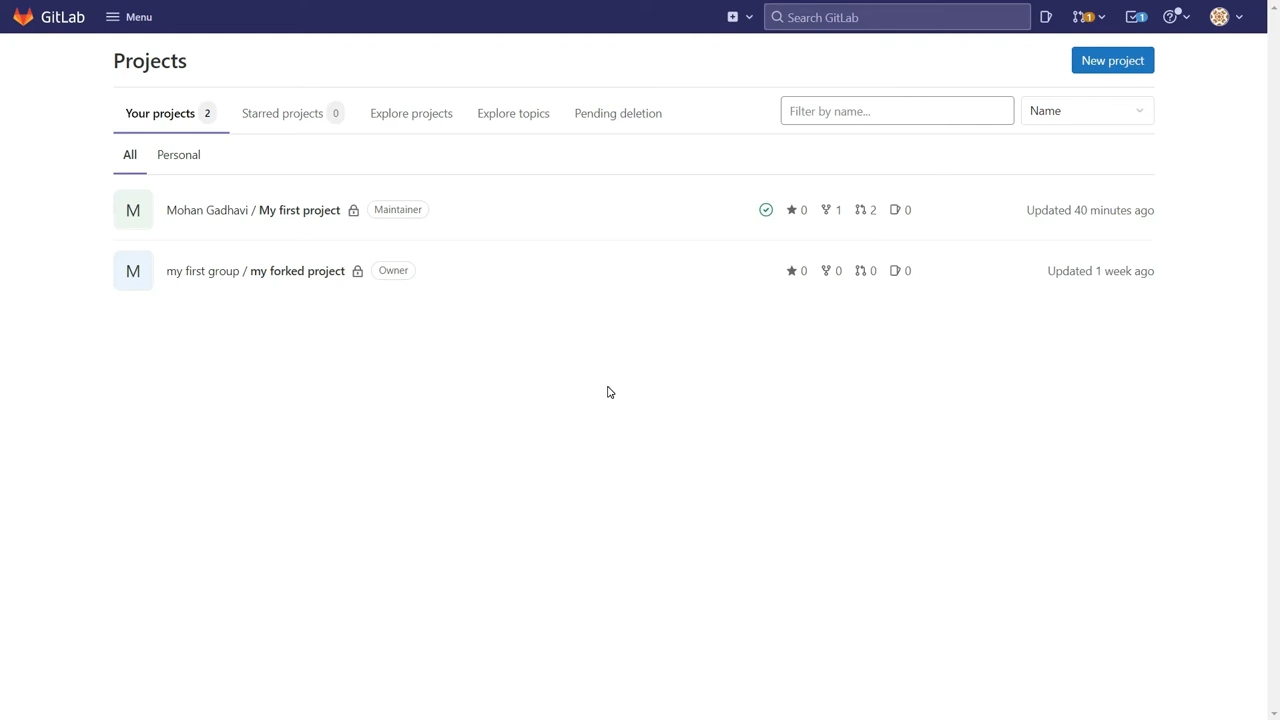 GitLab Menu Search GitLab 1 1
Projects New project
Your projects 2 Starred projects 0 Explore projects Explore topics Pending deletion Filter by name... Name
All Personal
M Mohan Gadhavi / My first project Maintainer 0 1 2 0 Updated 40 minutes ago
M my first group / my forked project Owner 0 0 0 0 Updated 1 week ago